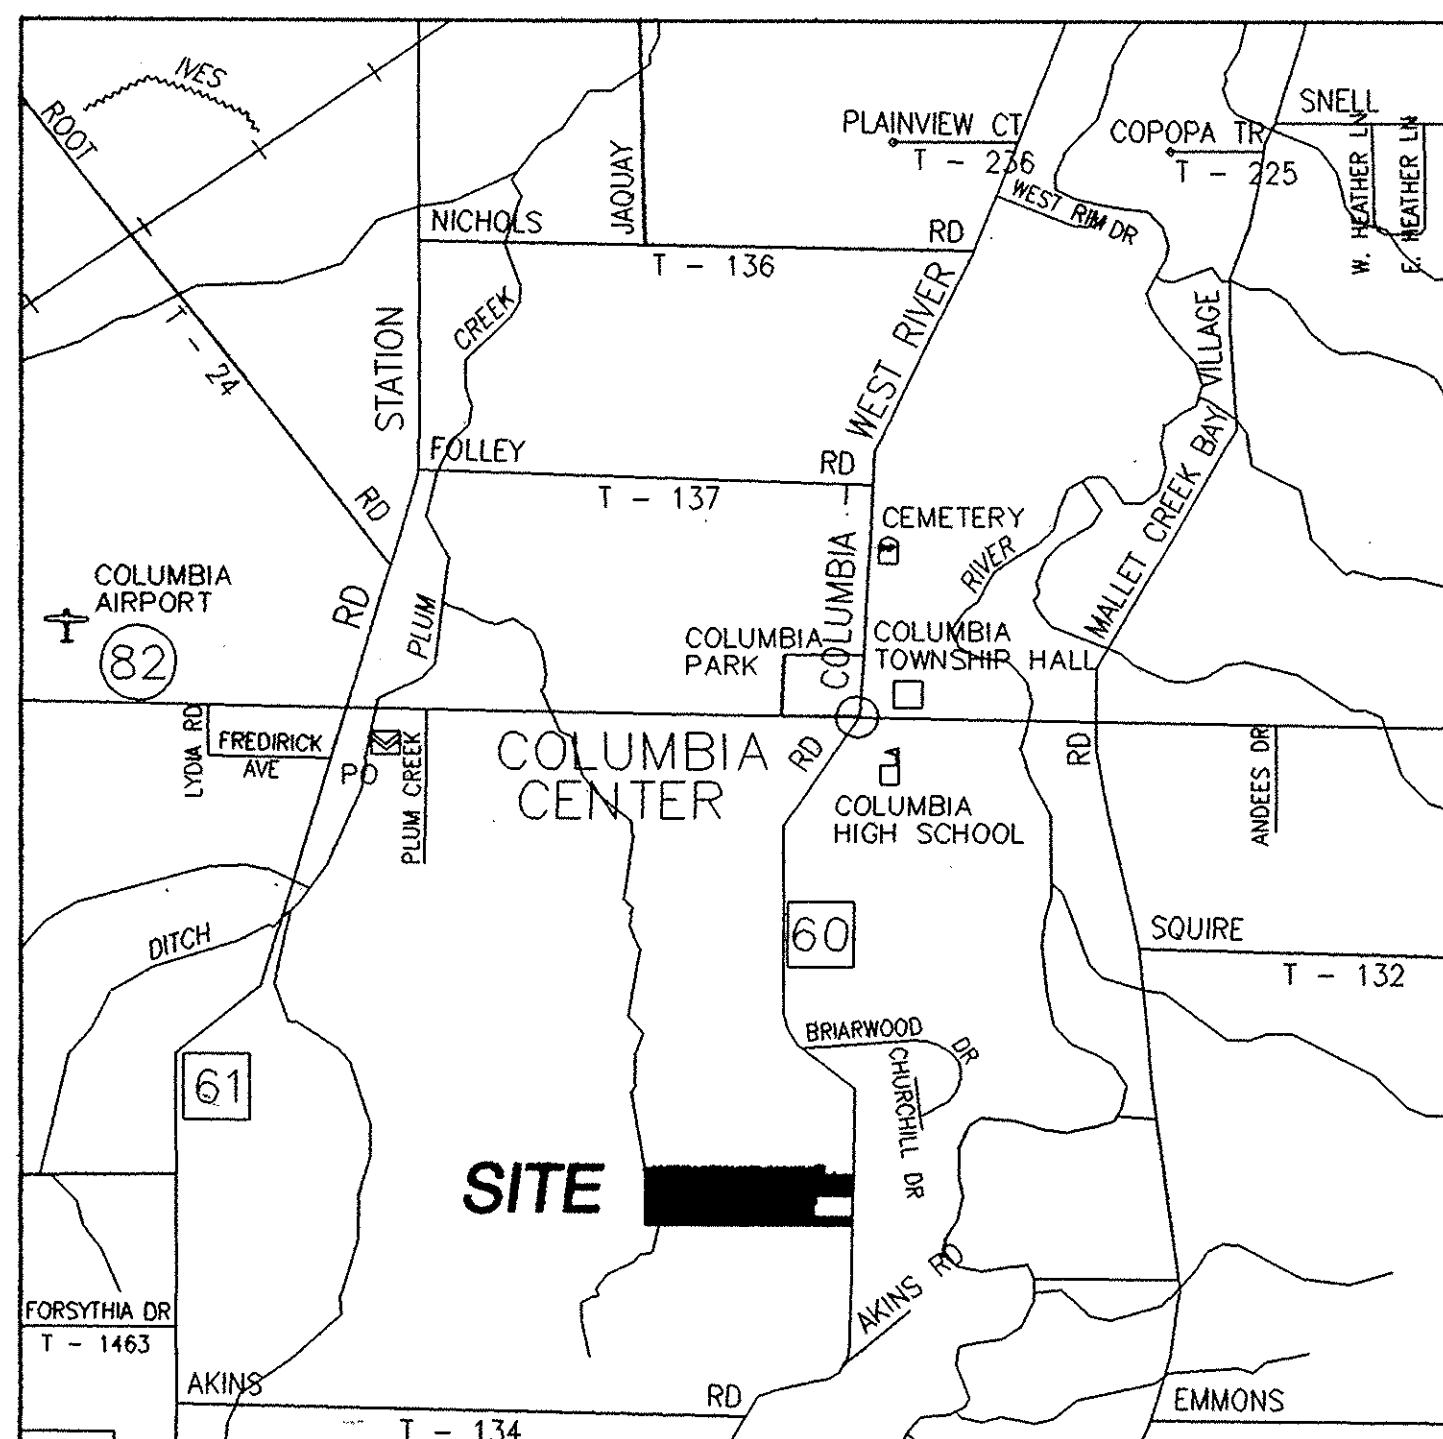 IVES
ROOT
SNELL
PLAINVIEW CT
COPOPA TR
T - 236
T - 225
W. HEATHER LN
E. HEATHER LN
JAQUAY
WEST RIM DR
NICHOLS
RD
T - 136
CREEK
T - 24
STATION
WEST RIVER
VILLAGE
FOLLEY
RD
T - 137
RD
CEMETERY
MALLET CREEK BAY
RIVER
COLUMBIA
AIRPORT
82
RD
PLUM
COLUMBIA
COLUMBIA
PARK
COLUMBIA
TOWNSHIP HALL
LYDIA RD
FREDIRICK
AVE
PO
PLUM CREEK
COLUMBIA
CENTER
RD
RD
ANDEES DR
COLUMBIA
HIGH SCHOOL
DITCH
60
SQUIRE
T - 132
BRIARWOOD
DR
CHURCHILL DR
61
SITE
AKINS RD
FORSYTHIA DR
T - 1463
AKINS
RD
T - 134
EMMONS